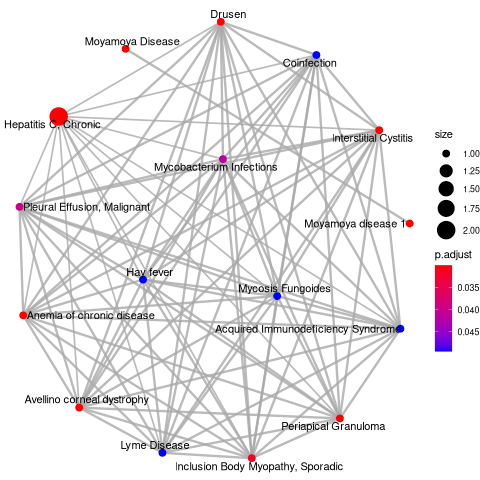 Drusen
Moyamoya Disease
Coinfection
Hepatitis C, Chronic
Interstitial Cystitis
Mycobacterium Infections
Pleural Effusion, Malignant
Moyamoya disease 1
Hay fever
Mycosis Fungoides
Anemia of chronic disease
Acquired Immunodeficiency Syndrome
Avellino corneal dystrophy
Periapical Granuloma
Lyme Disease
Inclusion Body Myopathy, Sporadic
size
1.00
1.25
1.50
1.75
2.00
p.adjust
0.035
0.040
0.045